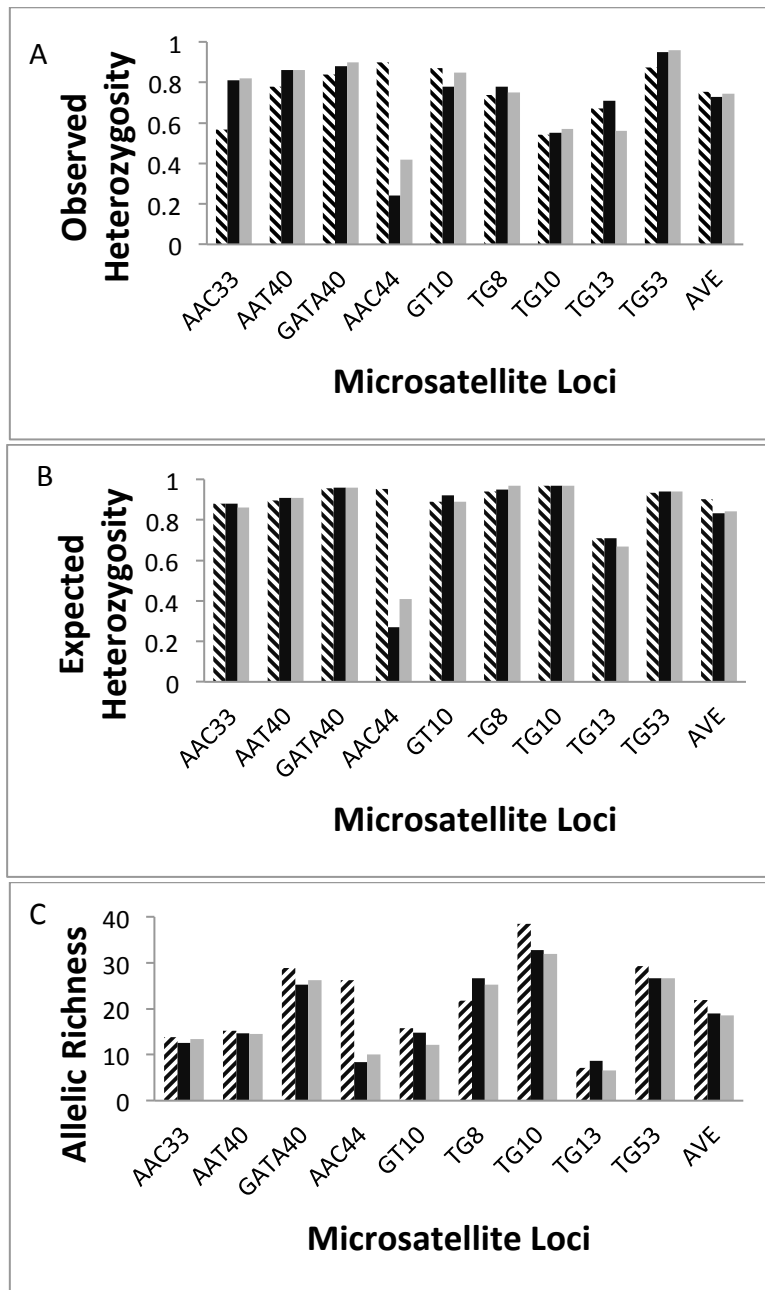 A
Observed
Heterozygosity
1
0.8
0.6
0.4
0.2
0
AAC33
AAT40
GATA40
AAC44
GT10
TG8
TG10
TG13
TG53
AVE
Microsatellite Loci
B
Expected
Heterozygosity
1
0.8
0.6
0.4
0.2
0
AAC33
AAT40
GATA40
AAC44
GT10
TG8
TG10
TG13
TG53
AVE
Microsatellite Loci
C
Allelic Richness
40
30
20
10
0
AAC33
AAT40
GATA40
AAC44
GT10
TG8
TG10
TG13
TG53
AVE
Microsatellite Loci